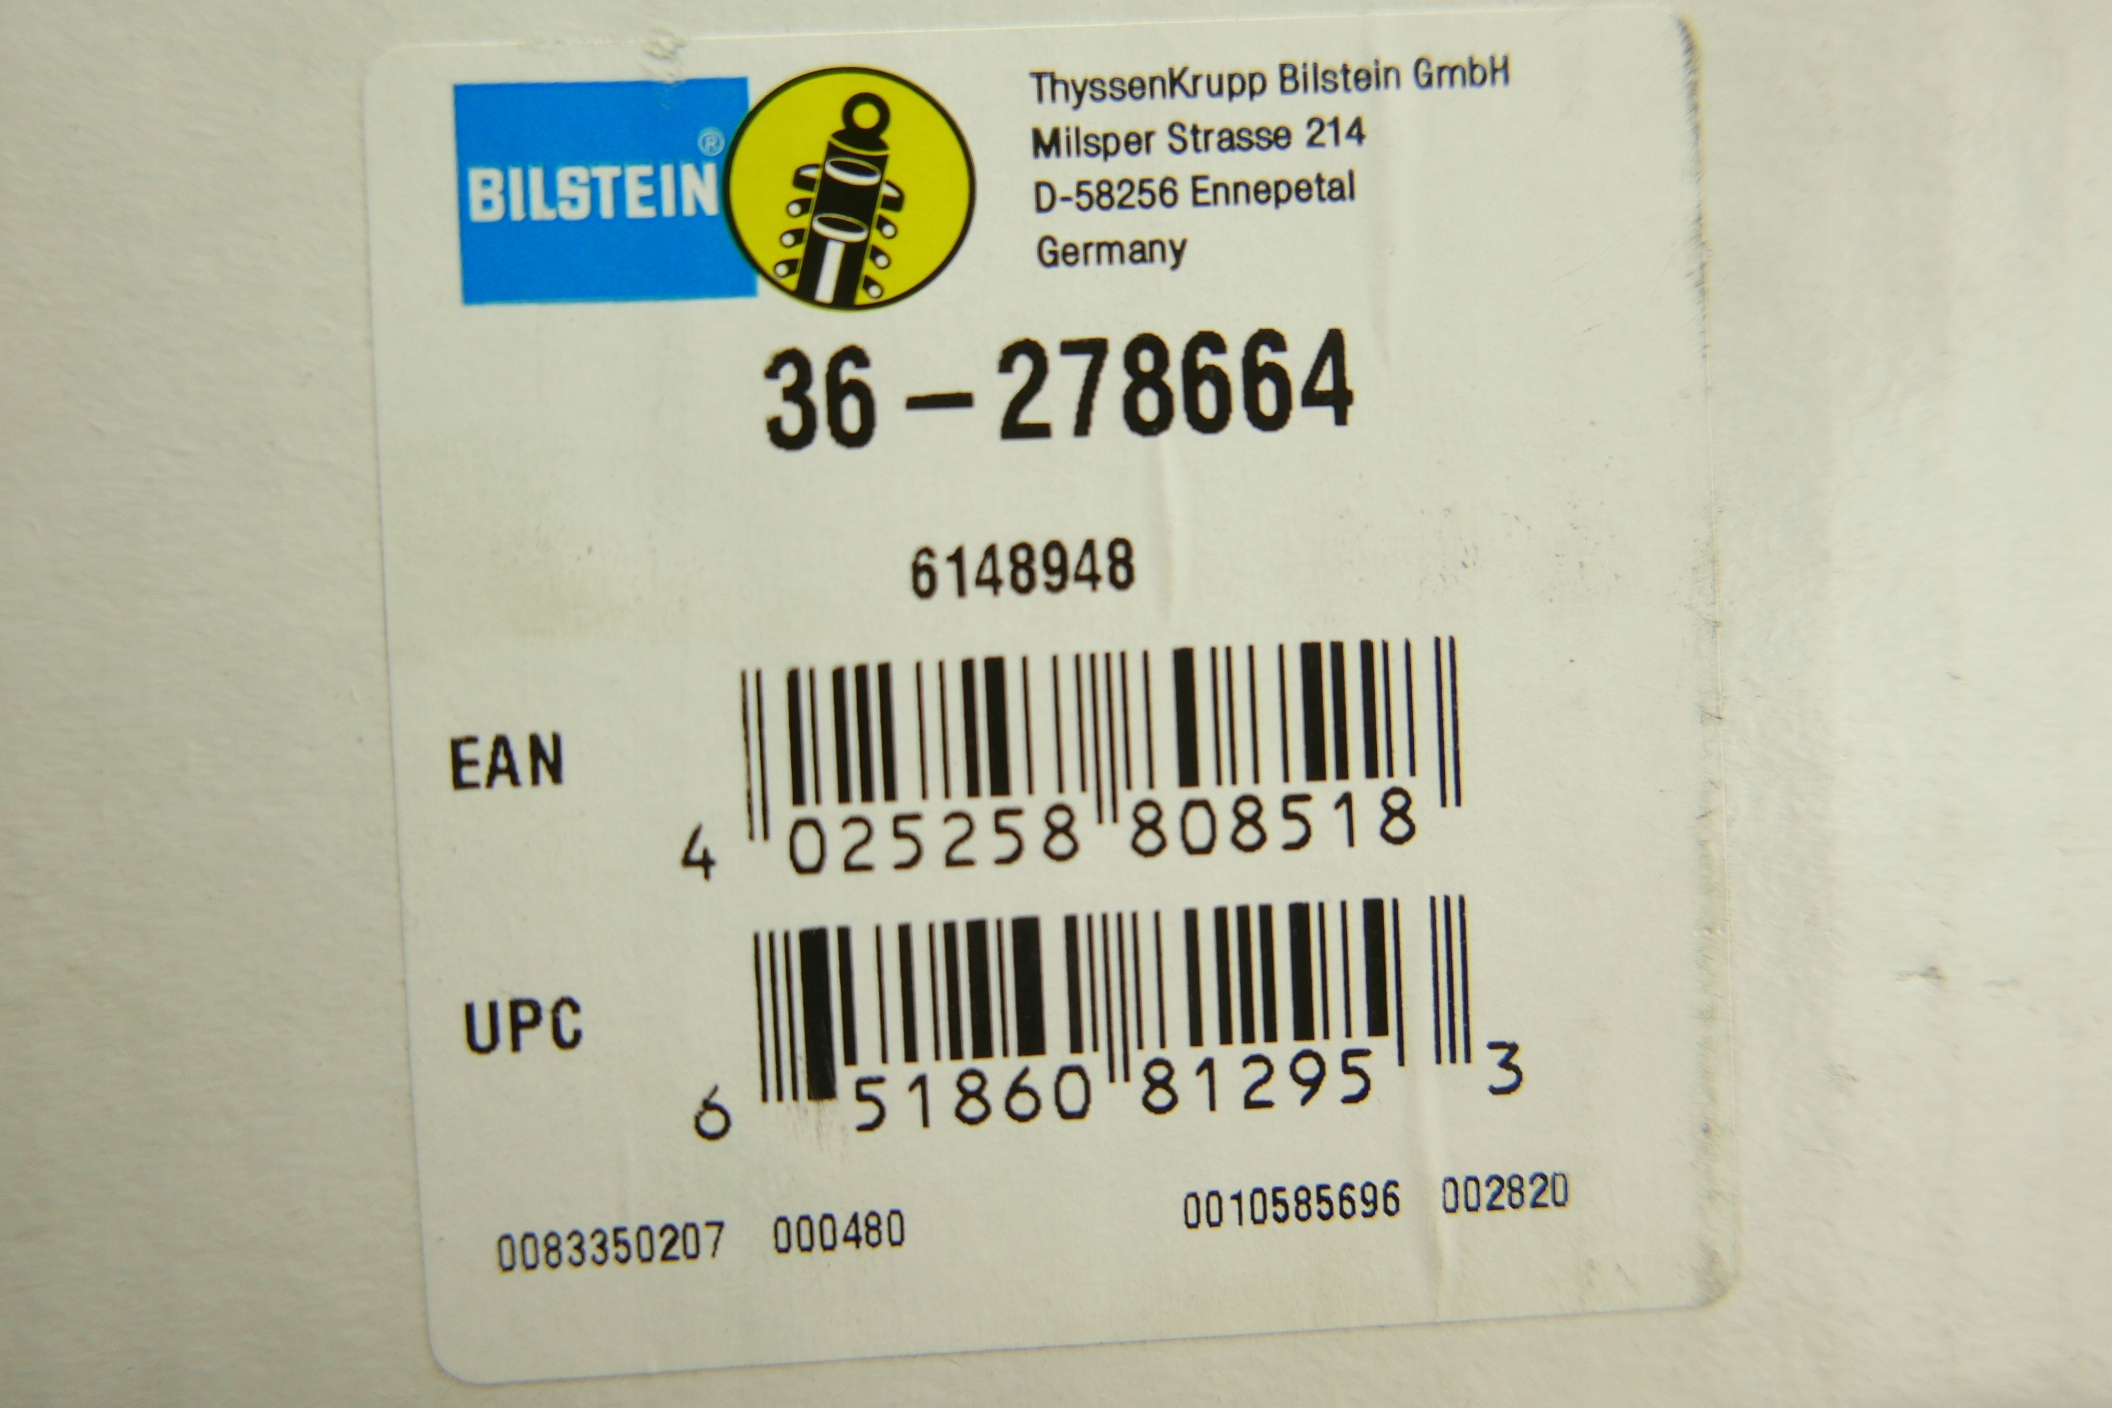 BILSTEIN®
ThyssenKrupp Bilstein GmbH
Milsper Strasse 214
D-58256 Ennepetal
Germany
36-278664
6148948
EAN
4 025258 808518
UPC
6 51860 81295 3
0083350207 000480 0010585696 002820